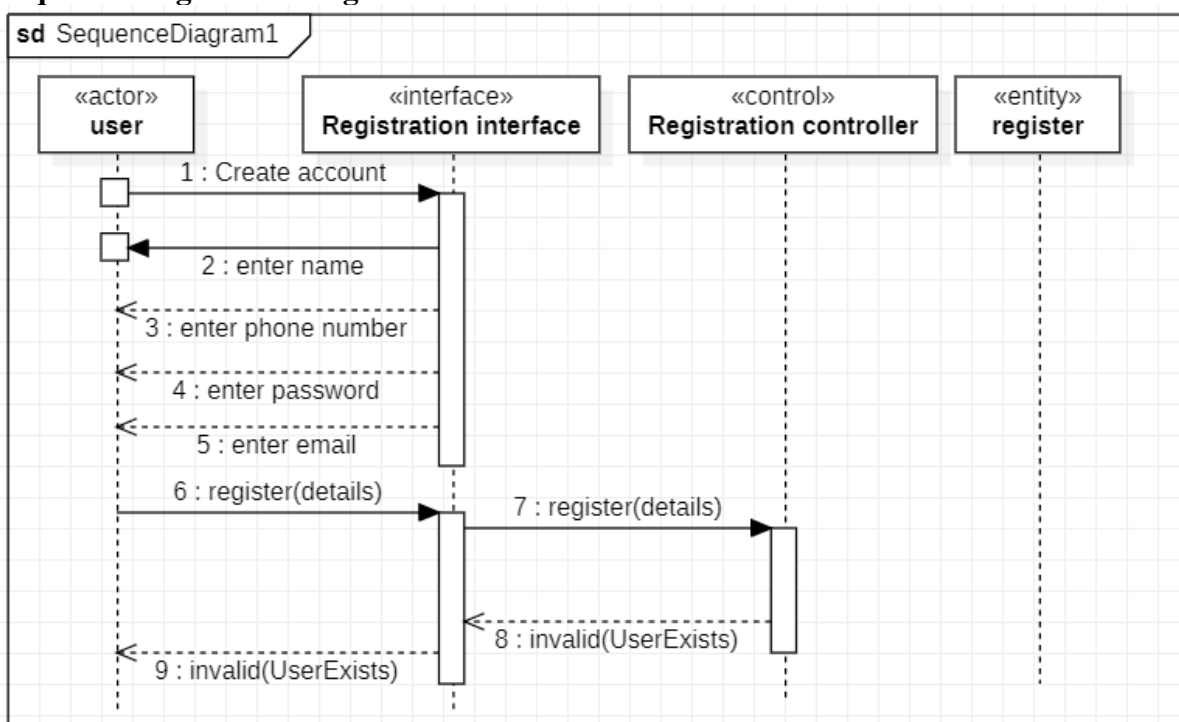 sd SequenceDiagram1
«actor»
user
«interface»
Registration interface
«control»
Registration controller
«entity»
register
1 : Create account
2 : enter name
3 : enter phone number
4 : enter password
5 : enter email
6 : register(details)
7 : register(details)
8 : invalid(UserExists)
9 : invalid(UserExists)